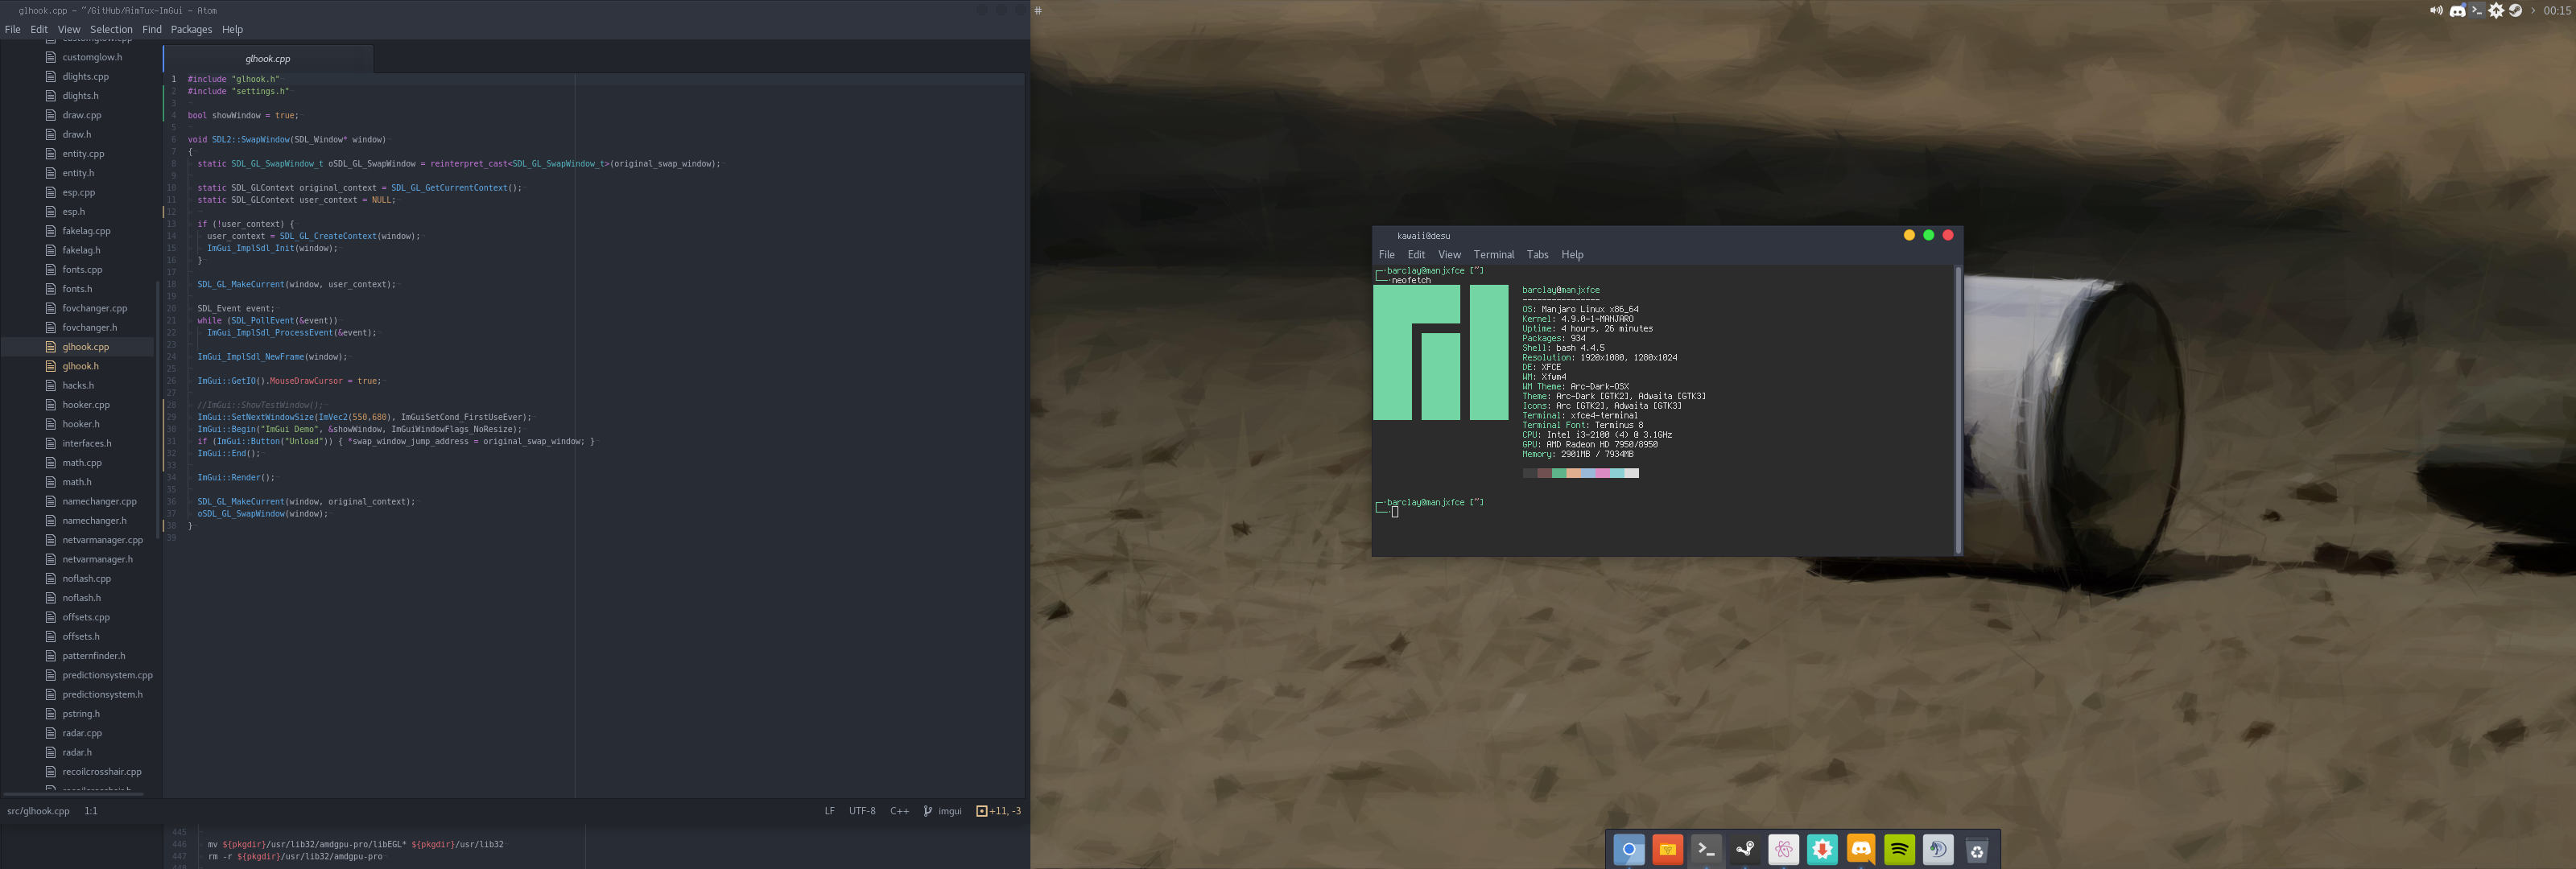 glhook.cpp - ~/GitHub/AimTux-ImGui - Atom
File Edit View Selection Find Packages Help
customglow.cpp
customglow.h
dlights.cpp
dlights.h
draw.cpp
draw.h
entity.cpp
entity.h
esp.cpp
esp.h
fakelag.cpp
fakelag.h
fonts.cpp
fonts.h
fovchanger.cpp
fovchanger.h
glhook.cpp
glhook.h
hacks.h
hooker.cpp
hooker.h
interfaces.h
math.cpp
math.h
namechanger.cpp
namechanger.h
netvarmanager.cpp
netvarmanager.h
noflash.cpp
noflash.h
offsets.cpp
offsets.h
patternfinder.h
predictionsystem.cpp
predictionsystem.h
pstring.h
radar.cpp
radar.h
recoilcrosshair.cpp
recoilcrosshair.h
glhook.cpp
1 #include "glhook.h"
2 #include "settings.h"
3
4 bool showWindow = true;
5
6 void SDL2::SwapWindow(SDL_Window* window)
7 {
8 static SDL_GL_SwapWindow_t oSDL_GL_SwapWindow = reinterpret_cast<SDL_GL_SwapWindow_t>(original_swap_window);
9
10 static SDL_GLContext original_context = SDL_GL_GetCurrentContext();
11 static SDL_GLContext user_context = NULL;
12
13 if (!user_context) {
14 user_context = SDL_GL_CreateContext(window);
15 ImGui_ImplSdl_Init(window);
16 }
17
18 SDL_GL_MakeCurrent(window, user_context);
19
20 SDL_Event event;
21 while (SDL_PollEvent(&event))
22 ImGui_ImplSdl_ProcessEvent(&event);
23
24 ImGui_ImplSdl_NewFrame(window);
25
26 ImGui::GetIO().MouseDrawCursor = true;
27
28 //ImGui::ShowTestWindow();
29 ImGui::SetNextWindowSize(ImVec2(550,680), ImGuiSetCond_FirstUseEver);
30 ImGui::Begin("ImGui Demo", &showWindow, ImGuiWindowFlags_NoResize);
31 if (ImGui::Button("Unload")) { *swap_window_jump_address = original_swap_window; }
32 ImGui::End();
33
34 ImGui::Render();
35
36 SDL_GL_MakeCurrent(window, original_context);
37 oSDL_GL_SwapWindow(window);
38 }
39
src/glhook.cpp 1:1 LF UTF-8 C++ imgui +11, -3
445
446 mv ${pkgdir}/usr/lib32/amdgpu-pro/libEGL* ${pkgdir}/usr/lib32
447 rm -r ${pkgdir}/usr/lib32/amdgpu-pro
448
# 00:15
kawaii@desu
File Edit View Terminal Tabs Help
barclay@manjxfce [~]
neofetch
barclay@manjxfce
----------------
OS: Manjaro Linux x86_64
Kernel: 4.9.0-1-MANJARO
Uptime: 4 hours, 26 minutes
Packages: 934
Shell: bash 4.4.5
Resolution: 1920x1080, 1280x1024
DE: XFCE
WM: Xfwm4
WM Theme: Arc-Dark-OSX
Theme: Arc-Dark [GTK2], Adwaita [GTK3]
Icons: Arc [GTK2], Adwaita [GTK3]
Terminal: xfce4-terminal
Terminal Font: Terminus 8
CPU: Intel i3-2100 (4) @ 3.1GHz
GPU: AMD Radeon HD 7950/8950
Memory: 2901MB / 7934MB
barclay@manjxfce [~]